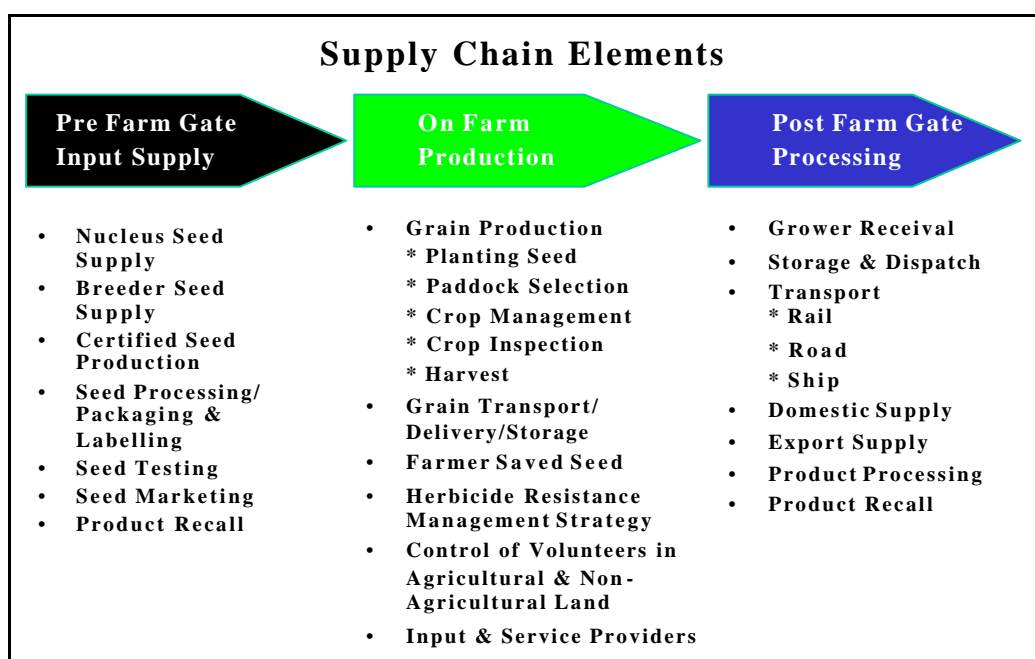 Supply Chain Elements
Pre Farm Gate
Input Supply
• Nucleus Seed
Supply
• Breeder Seed
Supply
• Certified Seed
Production
• Seed Processing/
Packaging &
Labelling
• Seed Testing
• Seed Marketing
• Product Recall
On Farm
Production
• Grain Production
* Planting Seed
* Paddock Selection
* Crop Management
* Crop Inspection
* Harvest
• Grain Transport/
Delivery/Storage
• Farmer Saved Seed
• Herbicide Resistance
Management Strategy
• Control of Volunteers in
Agricultural & Non-
Agricultural Land
• Input & Service Providers
Post Farm Gate
Processing
• Grower Receival
• Storage & Dispatch
• Transport
* Rail
* Road
* Ship
• Domestic Supply
• Export Supply
• Product Processing
• Product Recall